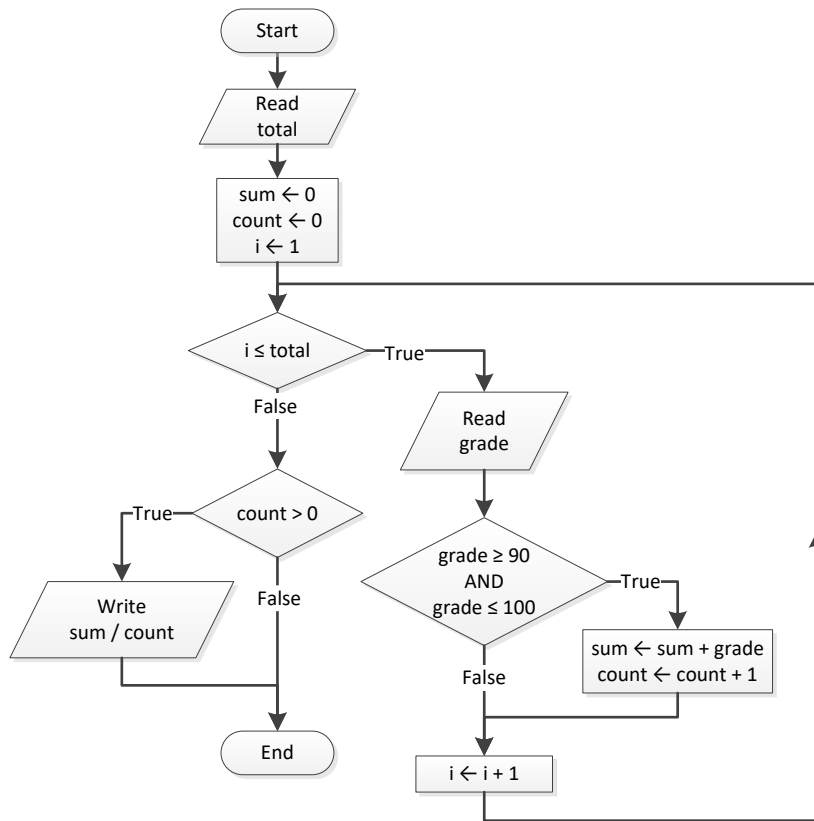 Start
Read
total
sum ← 0
count ← 0
i ← 1
i ≤ total
True
False
Read
grade
count > 0
True
False
Write
sum / count
grade ≥ 90
AND
grade ≤ 100
True
False
sum ← sum + grade
count ← count + 1
i ← i + 1
End